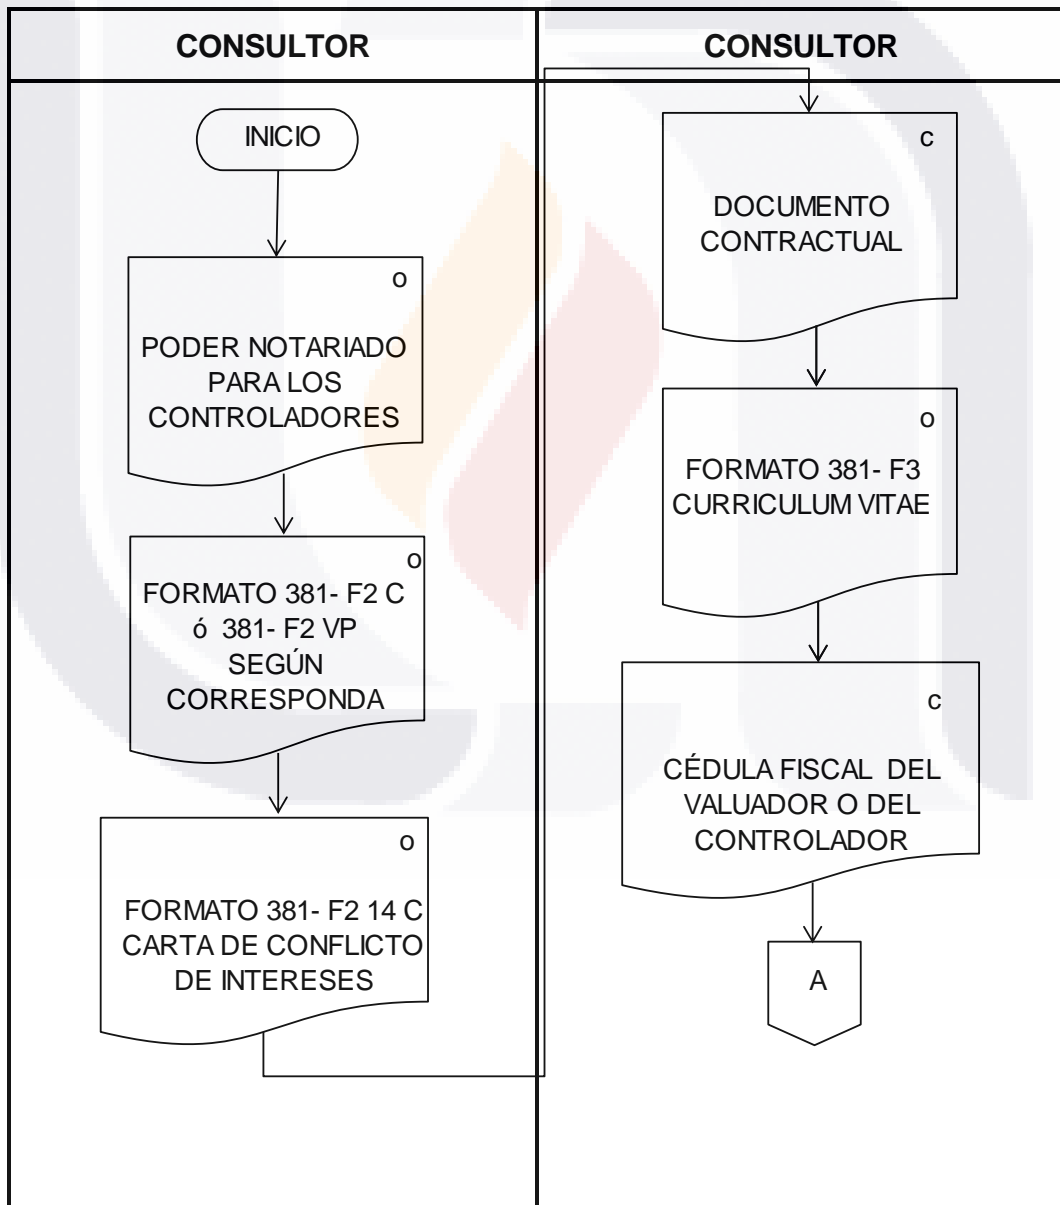 CONSULTOR
INICIO
o
PODER NOTARIADO
PARA LOS
CONTROLADORES
o
FORMATO 381- F2 C
ó 381- F2 VP
SEGÚN
CORRESPONDA
o
FORMATO 381- F2 14 C
CARTA DE CONFLICTO
DE INTERESES
CONSULTOR
c
DOCUMENTO
CONTRACTUAL
o
FORMATO 381- F3
CURRICULUM VITAE
c
CÉDULA FISCAL DEL
VALUADOR O DEL
CONTROLADOR
A